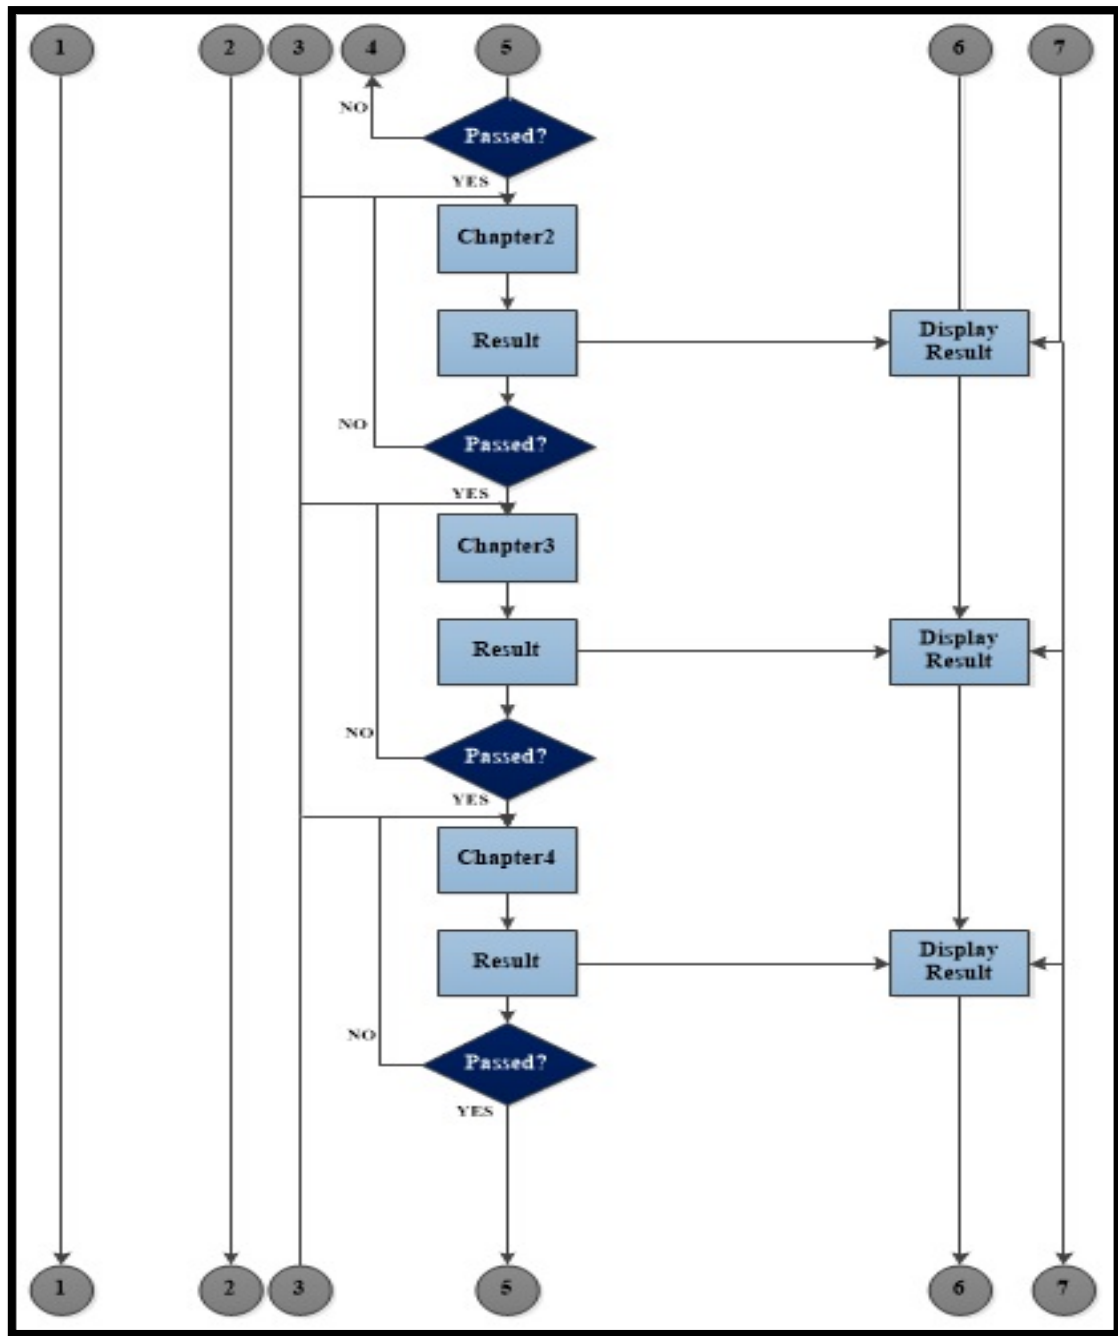 1 2 3 4 5 6 7
NO
Passed?
YES
Chapter2
Result
Display
Result
NO
Passed?
YES
Chapter3
Result
Display
Result
NO
Passed?
YES
Chapter4
Result
Display
Result
NO
Passed?
YES
1 2 3 5 6 7